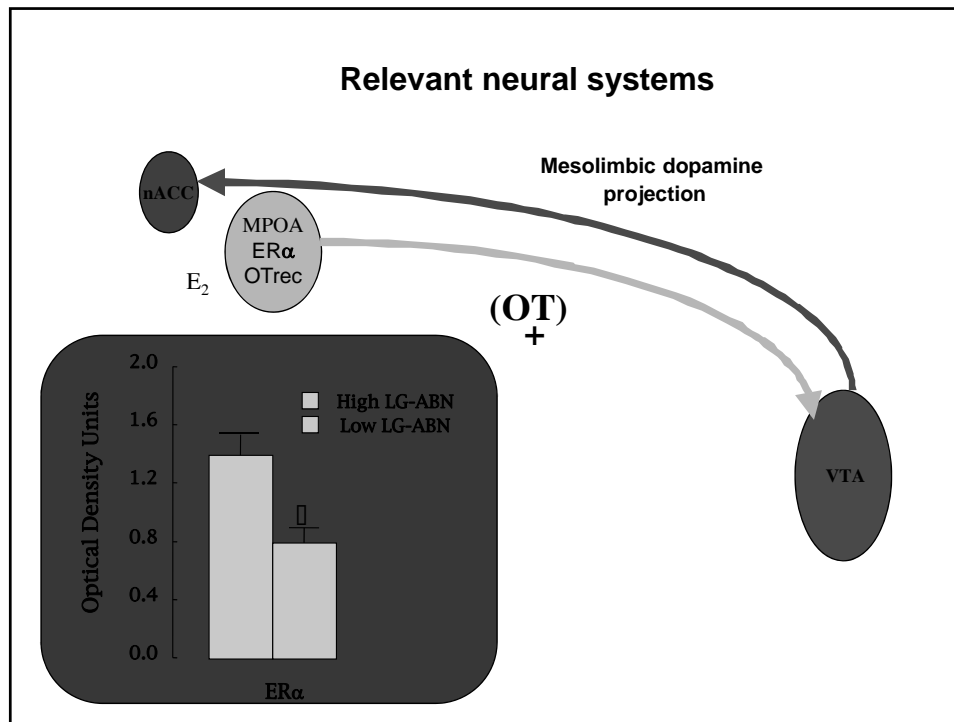 Relevant neural systems
Mesolimbic dopamine
projection
nACC
MPOA
ERα
OTrec
E₂
(OT)
+
VTA
Optical Density Units
2.0
1.6
1.2
0.8
0.4
0.0
High LG-ABN
Low LG-ABN
ERα